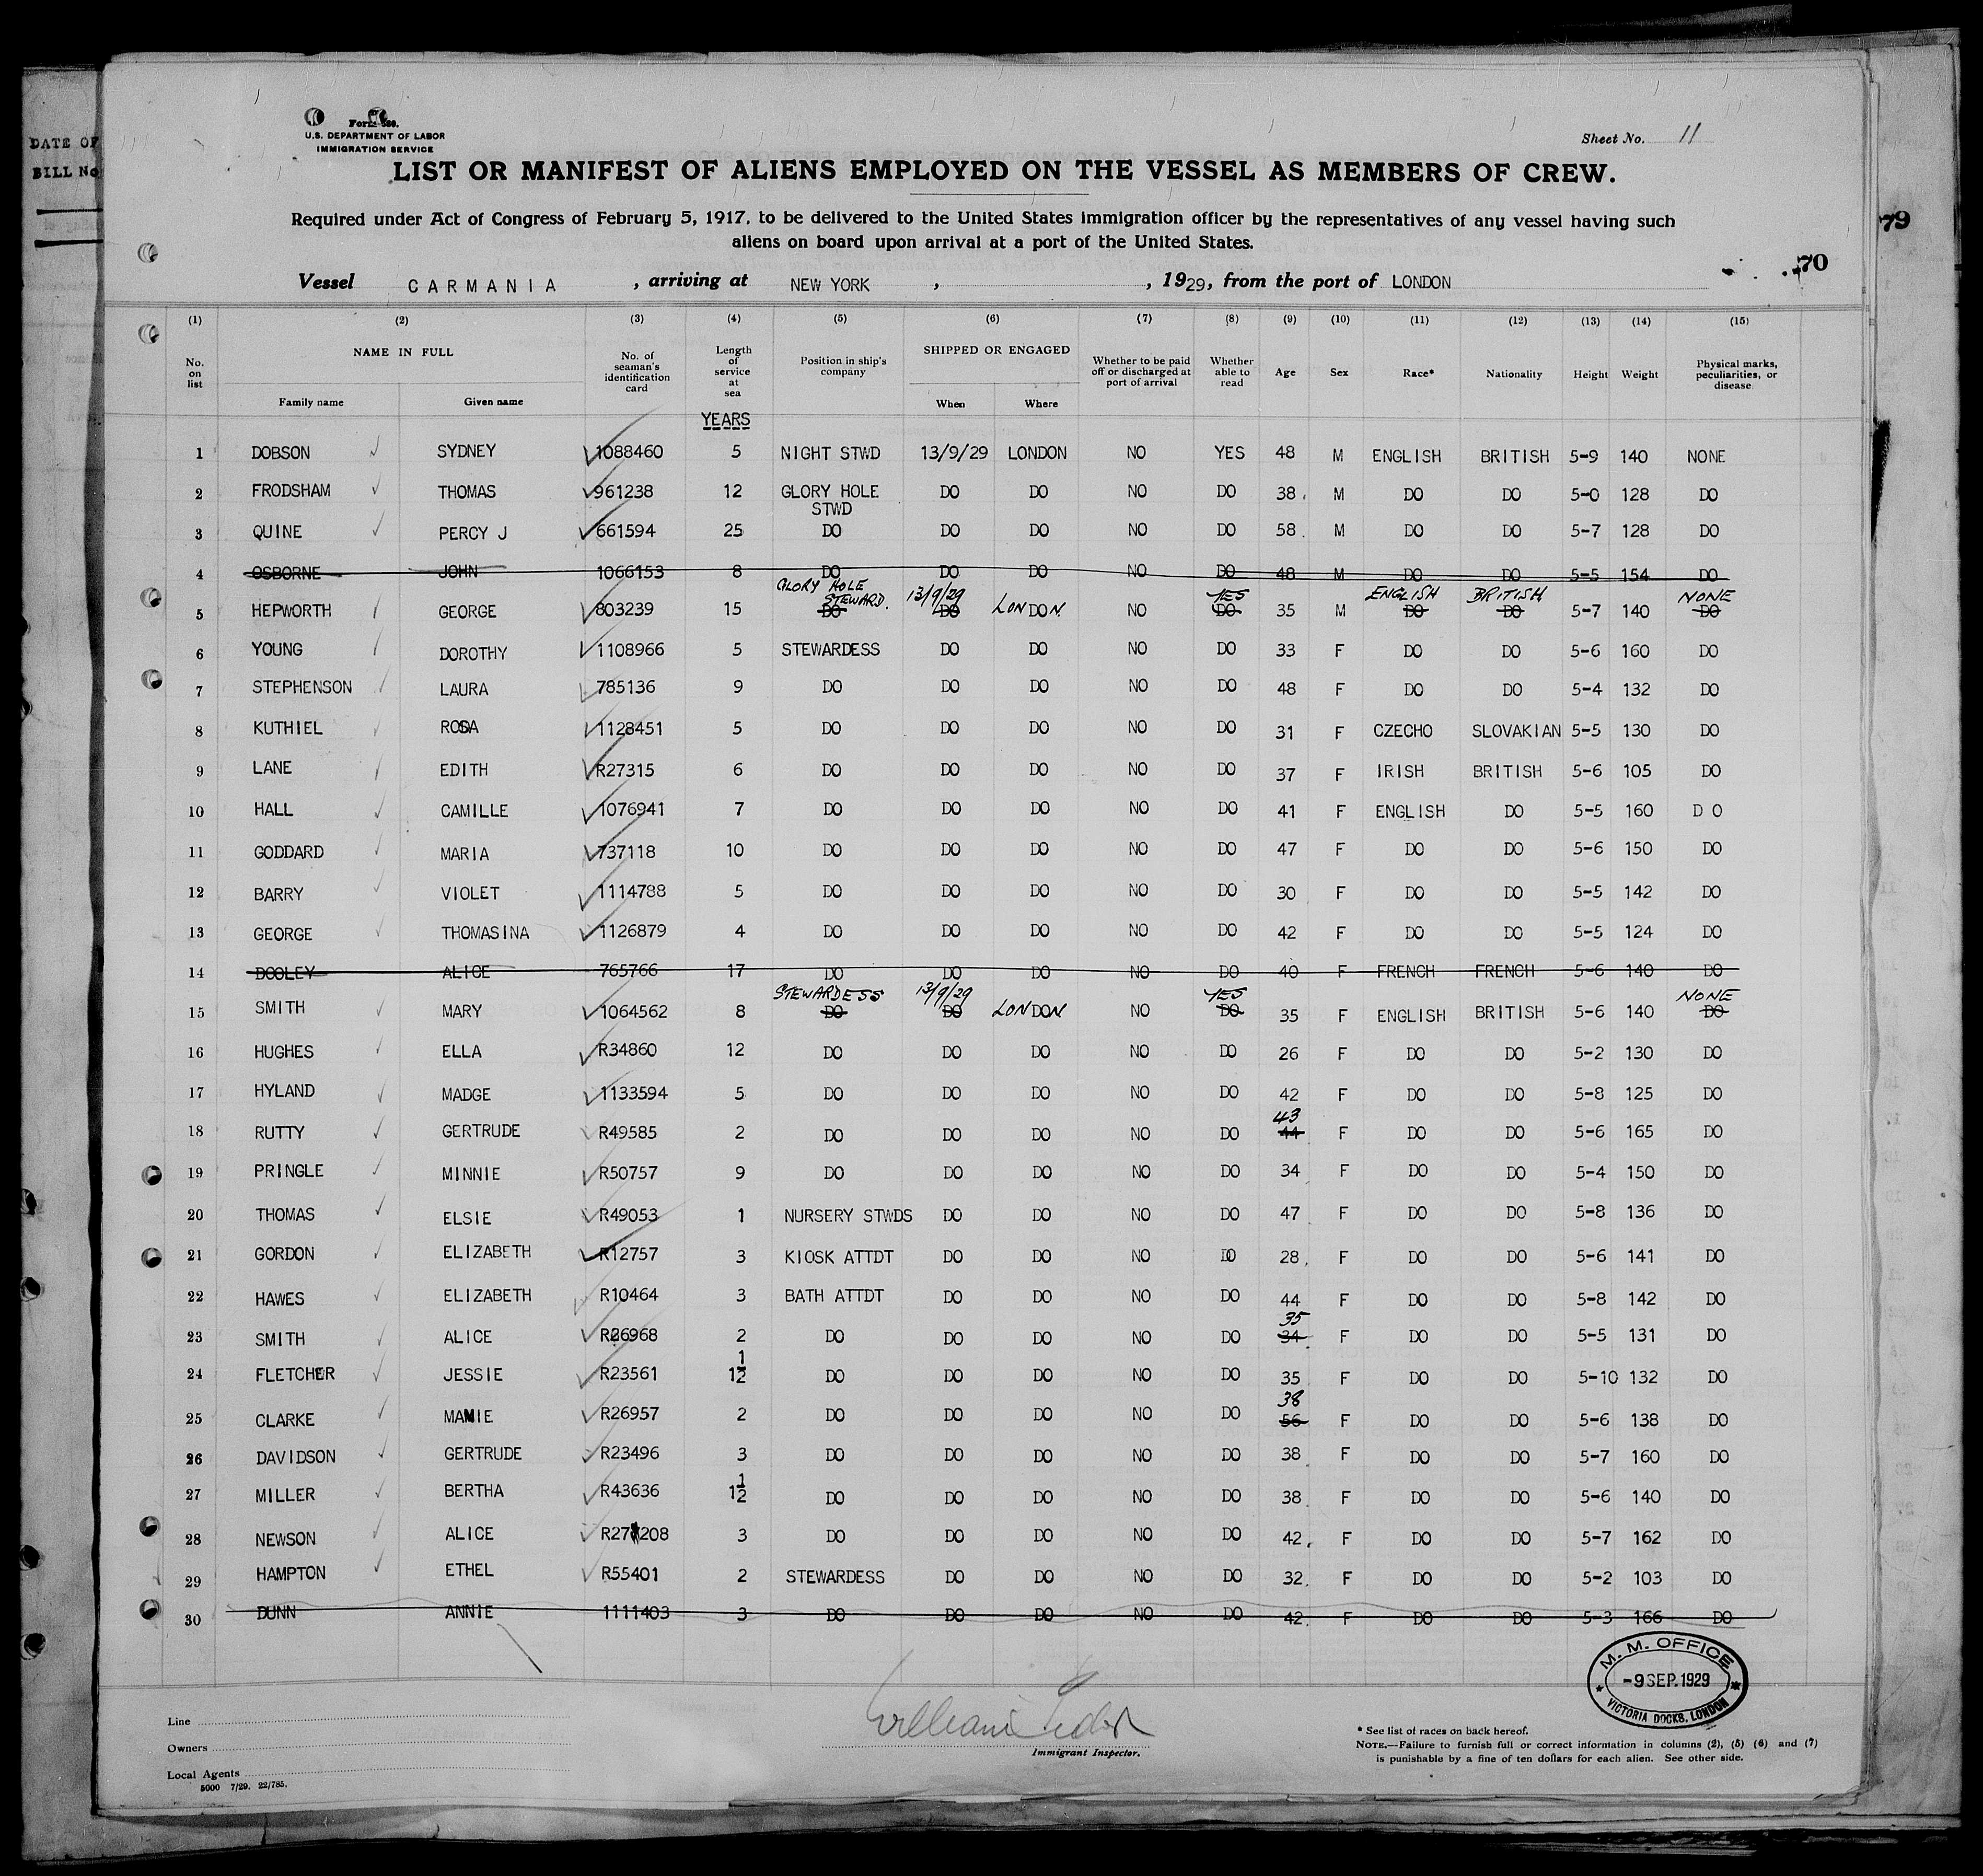 DATE OF
BILL No
Form 680.
U.S. DEPARTMENT OF LABOR
IMMIGRATION SERVICE
Sheet No. 11
LIST OR MANIFEST OF ALIENS EMPLOYED ON THE VESSEL AS MEMBERS OF CREW.
Required under Act of Congress of February 5, 1917, to be delivered to the United States immigration officer by the representatives of any vessel having such
aliens on board upon arrival at a port of the United States.
79
70
Vessel CARMANIA, arriving at NEW YORK, , 1929, from the port of LONDON
(1) (2) (3) (4) (5) (6) (7) (8) (9) (10) (11) (12) (13) (14) (15)
No. on list NAME IN FULL Family name Given name No. of seaman's identification card Length of service at sea Position in ship's company SHIPPED OR ENGAGED When Where Whether to be paid off or discharged at port of arrival Whether able to read Age Sex Race* Nationality Height Weight Physical marks, peculiarities, or disease
YEARS
1 DOBSON SYDNEY 1088460 5 NIGHT STWD 13/9/29 LONDON NO YES 48 M ENGLISH BRITISH 5-9 140 NONE
2 FRODSHAM THOMAS 961238 12 GLORY HOLE STWD DO DO NO DO 38 M DO DO 5-0 128 DO
3 QUINE PERCY J 661594 25 DO DO DO NO DO 58 M DO DO 5-7 128 DO
4 OSBORNE JOHN 1066153 8 DO DO DO NO DO 48 M DO DO 5-5 154 DO
GLORY HOLE STEWARD. 13/9/29 YES ENGLISH BRITISH NONE
5 HEPWORTH GEORGE 803239 15 DO DO LONDON NO DO 35 M DO DO 5-7 140 DO
6 YOUNG DOROTHY 1108966 5 STEWARDESS DO DO NO DO 33 F DO DO 5-6 160 DO
7 STEPHENSON LAURA 785136 9 DO DO DO NO DO 48 F DO DO 5-4 132 DO
8 KUTHIEL ROSA 1128451 5 DO DO DO NO DO 31 F CZECHO SLOVAKIAN 5-5 130 DO
9 LANE EDITH R27315 6 DO DO DO NO DO 37 F IRISH BRITISH 5-6 105 DO
10 HALL CAMILLE 1076941 7 DO DO DO NO DO 41 F ENGLISH DO 5-5 160 D O
11 GODDARD MARIA 737118 10 DO DO DO NO DO 47 F DO DO 5-6 150 DO
12 BARRY VIOLET 1114788 5 DO DO DO NO DO 30 F DO DO 5-5 142 DO
13 GEORGE THOMASINA 1126879 4 DO DO DO NO DO 42 F DO DO 5-5 124 DO
14 DOOLEY ALICE 765766 17 DO DO DO NO DO 40 F FRENCH FRENCH 5-6 140 DO
STEWARDESS 13/9/29 YES NONE
15 SMITH MARY 1064562 8 DO DO LONDON NO DO 35 F ENGLISH BRITISH 5-6 140 DO
16 HUGHES ELLA R34860 12 DO DO DO NO DO 26 F DO DO 5-2 130 DO
17 HYLAND MADGE 1133594 5 DO DO DO NO DO 42 F DO DO 5-8 125 DO
43
18 RUTTY GERTRUDE R49585 2 DO DO DO NO DO 44 F DO DO 5-6 165 DO
19 PRINGLE MINNIE R50757 9 DO DO DO NO DO 34 F DO DO 5-4 150 DO
20 THOMAS ELSIE R49053 1 NURSERY STWDS DO DO NO DO 47 F DO DO 5-8 136 DO
21 GORDON ELIZABETH R12757 3 KIOSK ATTDT DO DO NO DO 28 F DO DO 5-6 141 DO
22 HAWES ELIZABETH R10464 3 BATH ATTDT DO DO NO DO 44 F DO DO 5-8 142 DO
35
23 SMITH ALICE R26968 2 DO DO DO NO DO 34 F DO DO 5-5 131 DO
24 FLETCHER JESSIE R23561 1 1/2 DO DO DO NO DO 35 F DO DO 5-10 132 DO
38
25 CLARKE MAMIE R26957 2 DO DO DO NO DO 56 F DO DO 5-6 138 DO
26 DAVIDSON GERTRUDE R23496 3 DO DO DO NO DO 38 F DO DO 5-7 160 DO
27 MILLER BERTHA R43636 1 1/2 DO DO DO NO DO 38 F DO DO 5-6 140 DO
28 NEWSON ALICE R27208 3 DO DO DO NO DO 42 F DO DO 5-7 162 DO
29 HAMPTON ETHEL R55401 2 STEWARDESS DO DO NO DO 32 F DO DO 5-2 103 DO
30 DUNN ANNIE 1111403 3 DO DO DO NO DO 42 F DO DO 5-3 166 DO
M. M. OFFICE
-9 SEP. 1929
VICTORIA DOCKS. LONDON
Line
Owners
Local Agents
5000 7/29. 22/785.
William
Immigrant Inspector.
* See list of races on back hereof.
NOTE.—Failure to furnish full or correct information in columns (2), (5) (6) and (7)
is punishable by a fine of ten dollars for each alien. See other side.